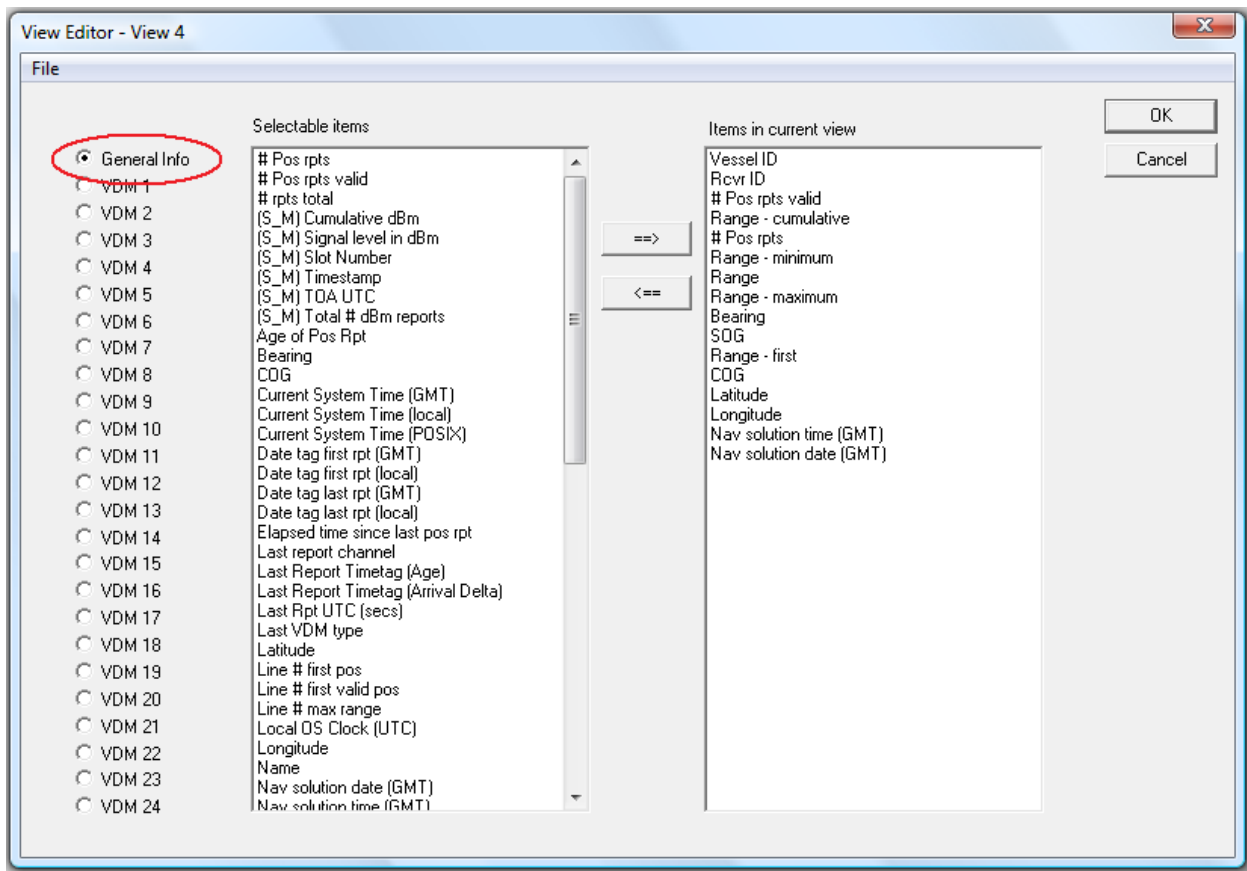 View Editor - View 4
File
Selectable items
Items in current view
OK
Cancel
General Info
VDM 1
VDM 2
VDM 3
VDM 4
VDM 5
VDM 6
VDM 7
VDM 8
VDM 9
VDM 10
VDM 11
VDM 12
VDM 13
VDM 14
VDM 15
VDM 16
VDM 17
VDM 18
VDM 19
VDM 20
VDM 21
VDM 22
VDM 23
VDM 24
# Pos rpts
# Pos rpts valid
# rpts total
(S_M) Cumulative dBm
(S_M) Signal level in dBm
(S_M) Slot Number
(S_M) Timestamp
(S_M) TOA UTC
(S_M) Total # dBm reports
Age of Pos Rpt
Bearing
COG
Current System Time (GMT)
Current System Time (local)
Current System Time (POSIX)
Date tag first rpt (GMT)
Date tag first rpt (local)
Date tag last rpt (GMT)
Date tag last rpt (local)
Elapsed time since last pos rpt
Last report channel
Last Report Timetag (Age)
Last Report Timetag (Arrival Delta)
Last Rpt UTC (secs)
Last VDM type
Latitude
Line # first pos
Line # first valid pos
Line # max range
Local OS Clock (UTC)
Longitude
Name
Nav solution date (GMT)
Nav solution time (GMT)
==>
<==
Vessel ID
Rcvr ID
# Pos rpts valid
Range - cumulative
# Pos rpts
Range - minimum
Range
Range - maximum
Bearing
SOG
Range - first
COG
Latitude
Longitude
Nav solution time (GMT)
Nav solution date (GMT)